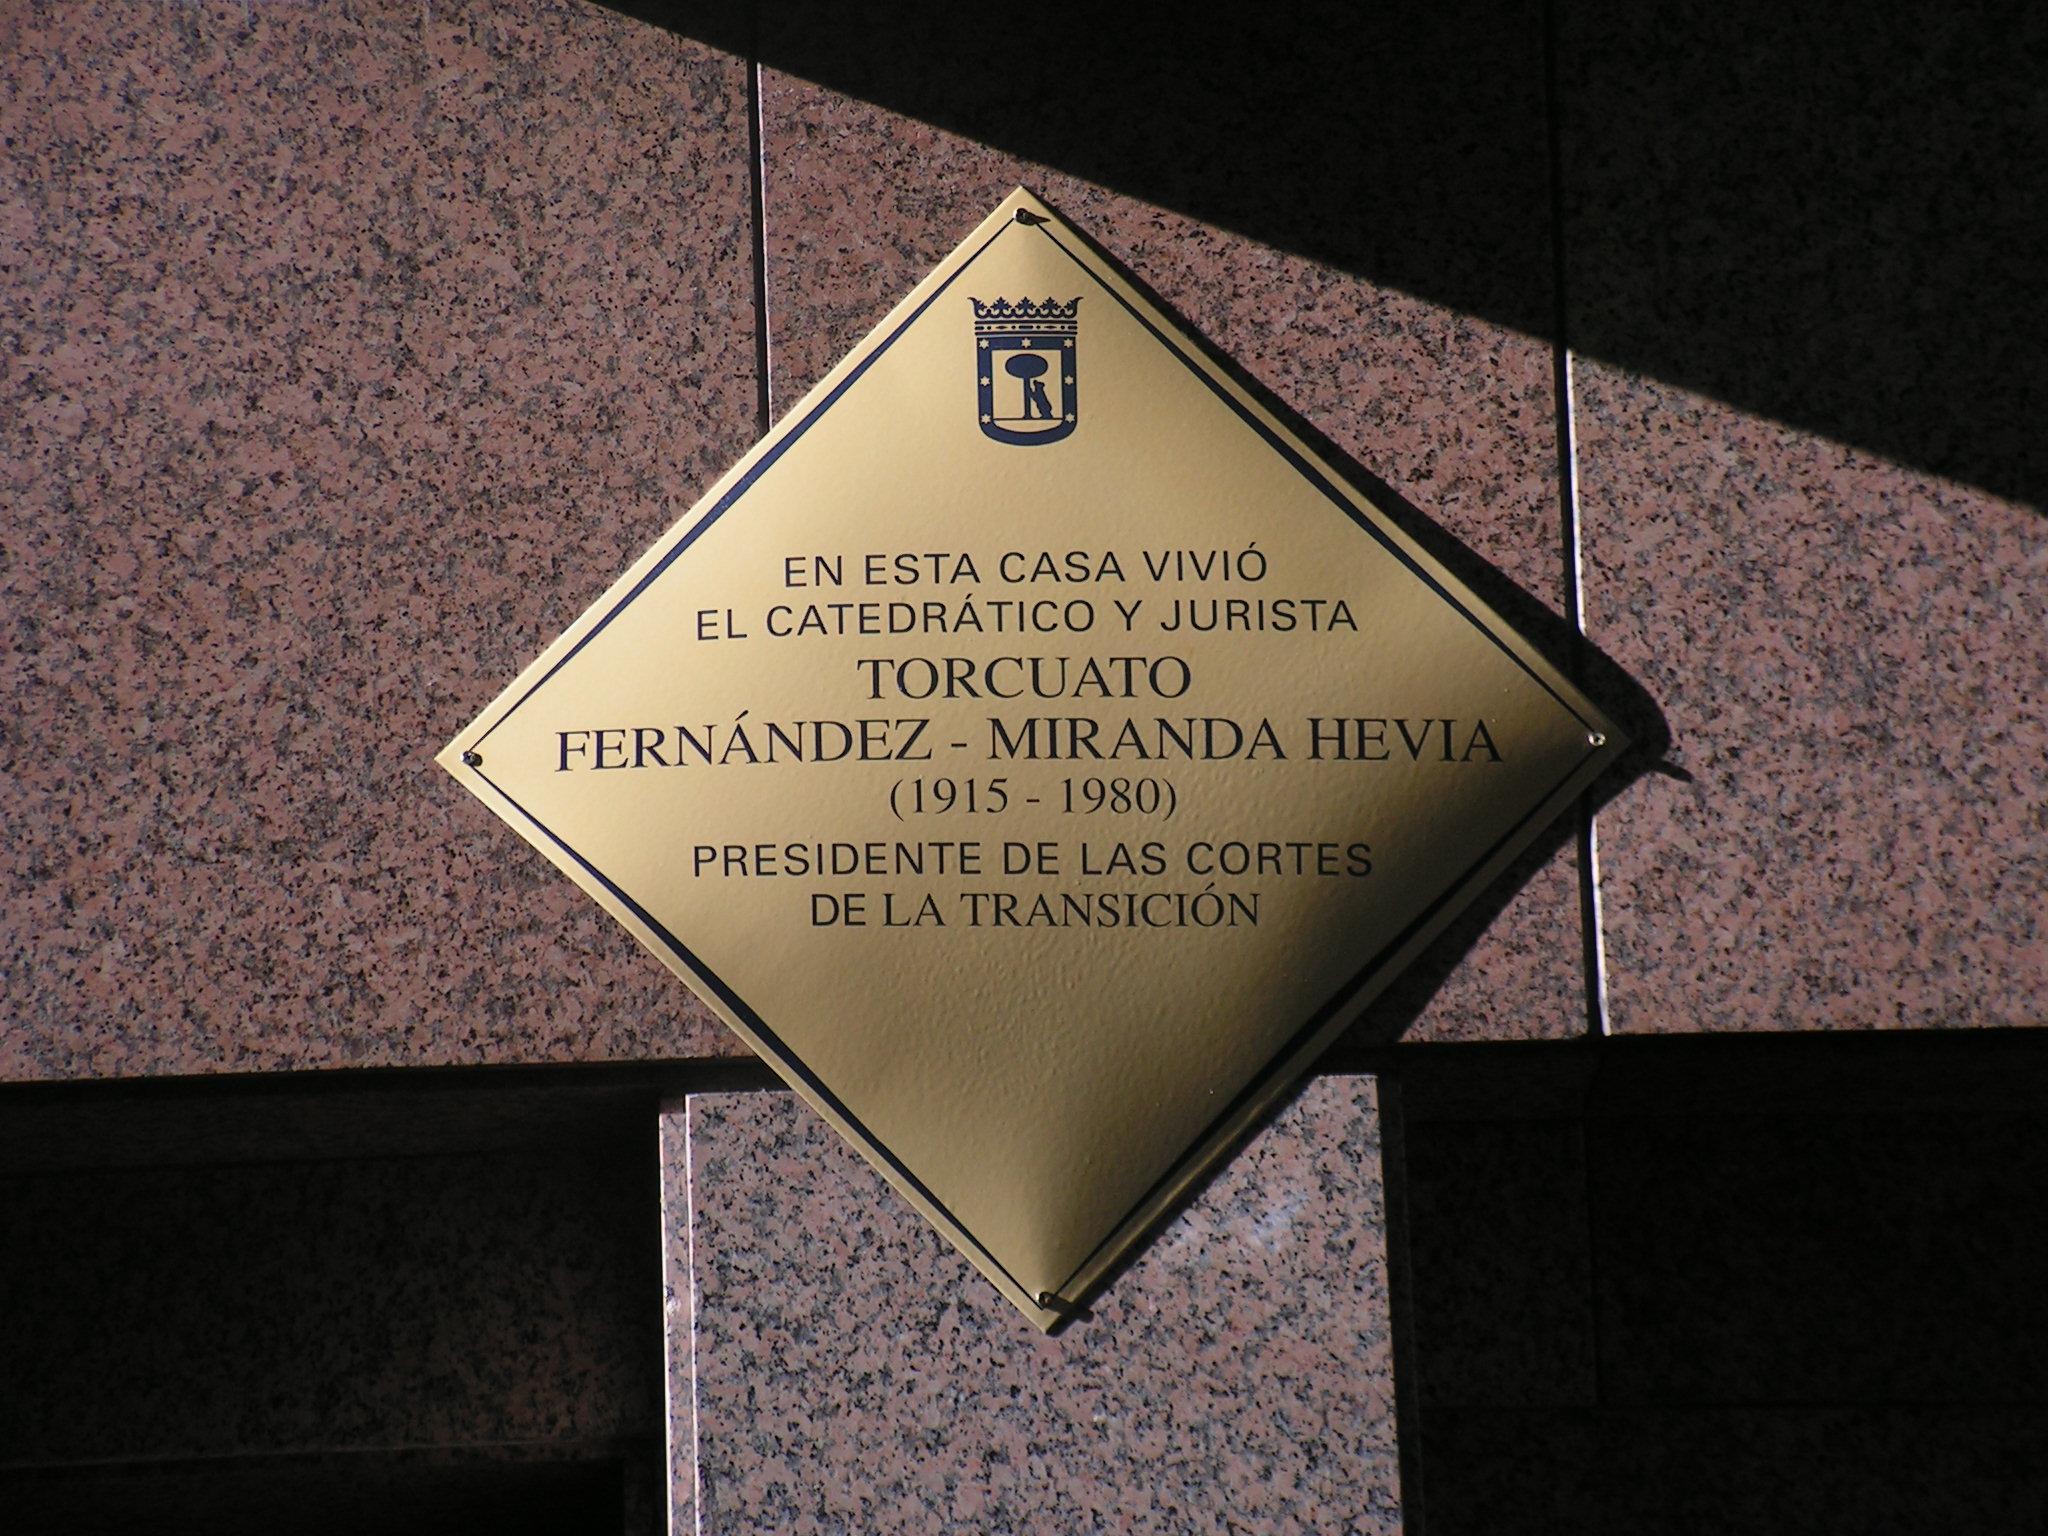 EN ESTA CASA VIVIÓ
EL CATEDRÁTICO Y JURISTA
TORCUATO
FERNÁNDEZ - MIRANDA HEVIA
(1915 - 1980)
PRESIDENTE DE LAS CORTES
DE LA TRANSICIÓN